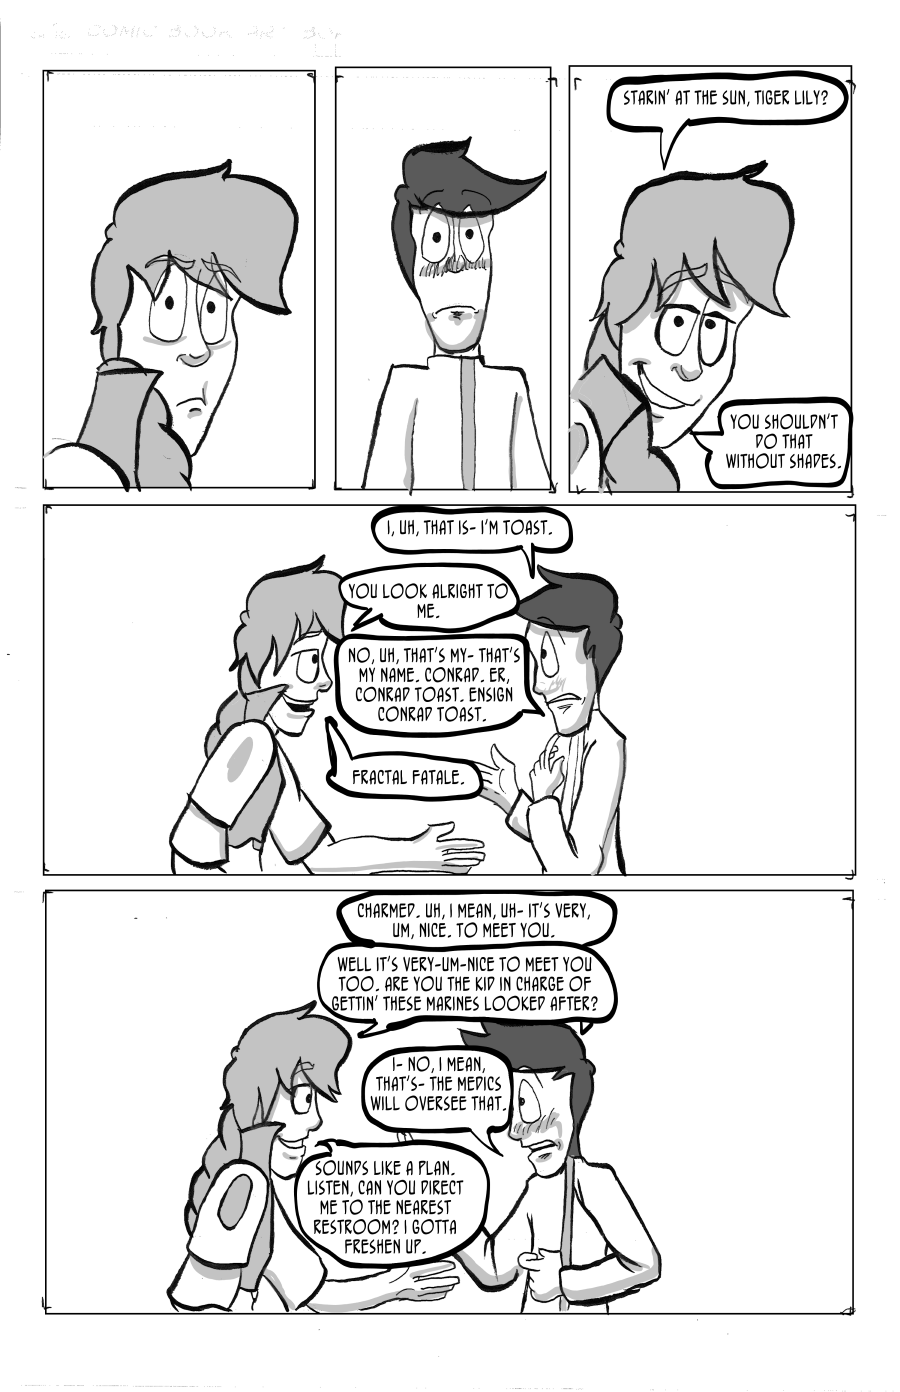 COMIC BOOK ART BO
STARIN' AT THE SUN, TIGER LILY?
YOU SHOULDN'T
DO THAT
WITHOUT SHADES.
I, UH, THAT IS- I'M TOAST.
YOU LOOK ALRIGHT TO
ME.
NO, UH, THAT'S MY- THAT'S
MY NAME. CONRAD. ER,
CONRAD TOAST. ENSIGN
CONRAD TOAST.
FRACTAL FATALE.
CHARMED. UH, I MEAN, UH- IT'S VERY,
UM, NICE. TO MEET YOU.
WELL IT'S VERY-UM-NICE TO MEET YOU
TOO. ARE YOU THE KID IN CHARGE OF
GETTIN' THESE MARINES LOOKED AFTER?
I- NO, I MEAN,
THAT'S- THE MEDICS
WILL OVERSEE THAT.
SOUNDS LIKE A PLAN.
LISTEN, CAN YOU DIRECT
ME TO THE NEAREST
RESTROOM? I GOTTA
FRESHEN UP.